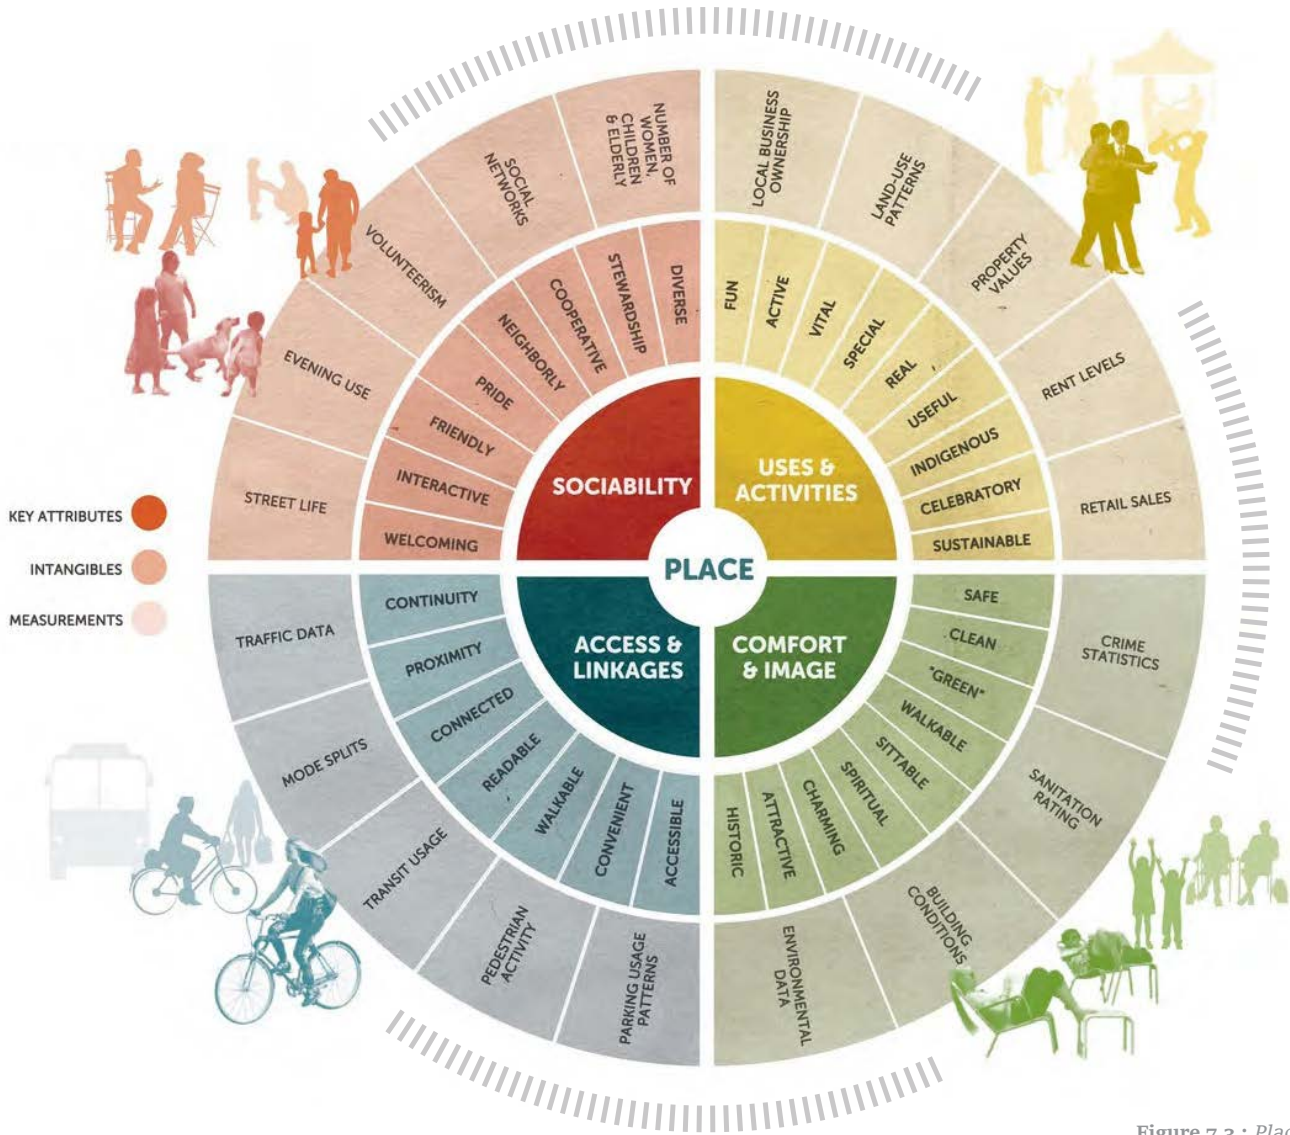 NUMBER OF
WOMEN,
CHILDREN
& ELDERLY
SOCIAL
NETWORKS
VOLUNTEERISM
EVENING USE
STREET LIFE
LOCAL BUSINESS
OWNERSHIP
LAND-USE
PATTERNS
PROPERTY
VALUES
RENT LEVELS
RETAIL SALES
DIVERSE
STEWARDSHIP
COOPERATIVE
NEIGHBORLY
PRIDE
FRIENDLY
INTERACTIVE
WELCOMING
FUN
ACTIVE
VITAL
SPECIAL
REAL
USEFUL
INDIGENOUS
CELEBRATORY
SUSTAINABLE
SOCIABILITY
USES &
ACTIVITIES
PLACE
ACCESS &
LINKAGES
COMFORT
& IMAGE
KEY ATTRIBUTES
INTANGIBLES
MEASUREMENTS
CONTINUITY
PROXIMITY
CONNECTED
READABLE
WALKABLE
CONVENIENT
ACCESSIBLE
SAFE
CLEAN
"GREEN"
WALKABLE
SITTABLE
SPIRITUAL
CHARMING
ATTRACTIVE
HISTORIC
TRAFFIC DATA
MODE SPLITS
TRANSIT USAGE
PEDESTRIAN
ACTIVITY
PARKING USAGE
PATTERNS
CRIME
STATISTICS
SANITATION
RATING
BUILDING
CONDITIONS
ENVIRONMENTAL
DATA